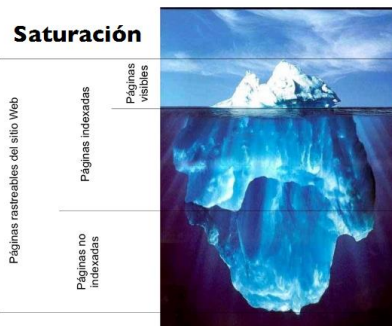 Saturación
Páginas rastreables del sitio Web
Páginas indexadas
Páginas
visibles
Páginas no
indexadas